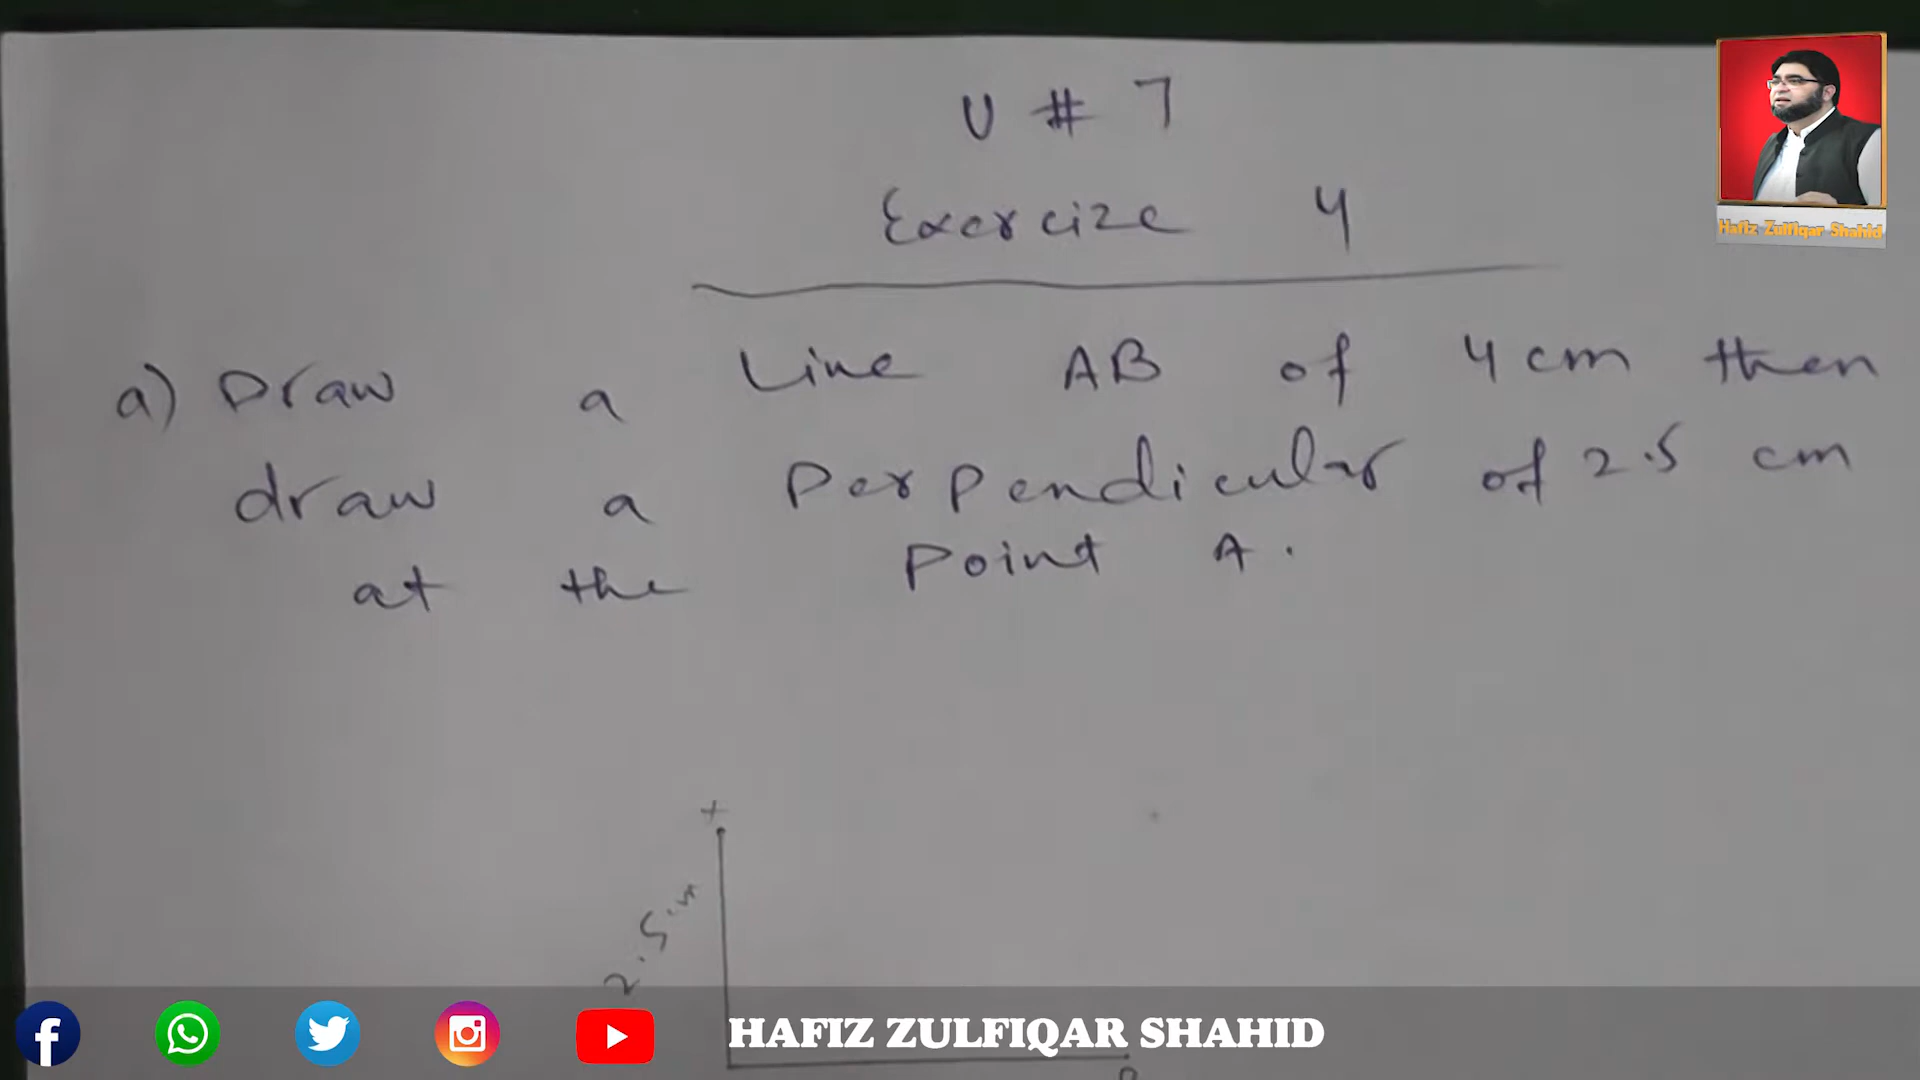 U # 7
Exercize 4
a) Draw a Line AB of 4 cm then
draw a Perpendicular of 2.5 cm
at the Point A.
Hafiz Zulfiqar Shahid
2.5
HAFIZ ZULFIQAR SHAHID